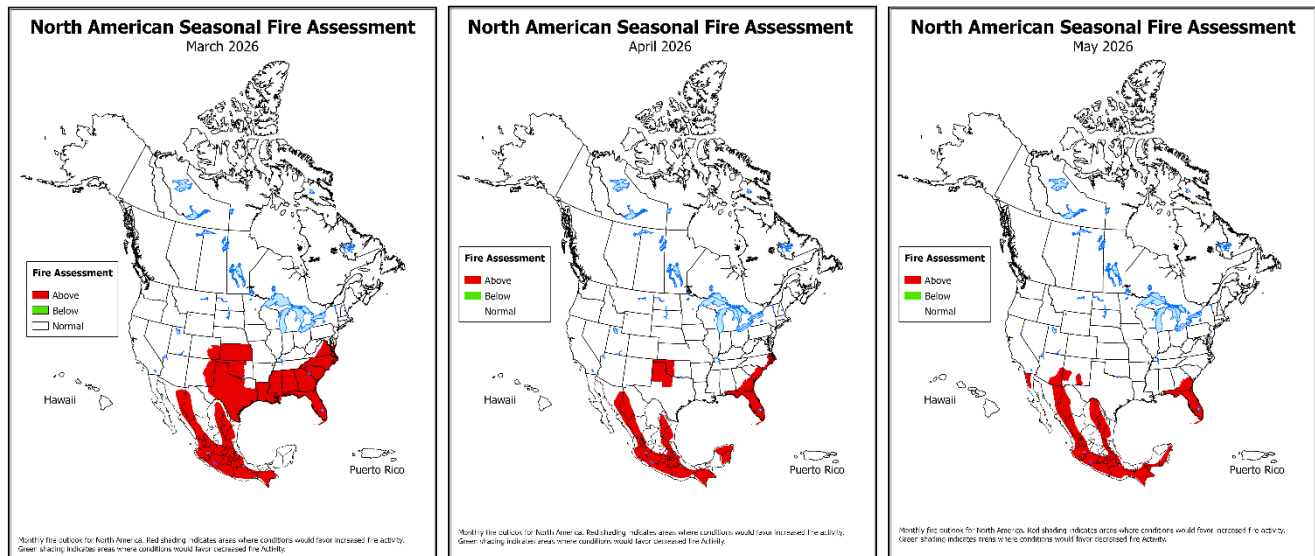 North American Seasonal Fire Assessment
March 2026
Fire Assessment
Above
Below
Normal
Hawaii
Puerto Rico
Monthly fire outlook for North America. Red shading indicates areas where conditions would favor increased fire activity.
Green shading indicates areas where conditions would favor decreased fire Activity.
North American Seasonal Fire Assessment
April 2026
Fire Assessment
Above
Below
Normal
Hawaii
Puerto Rico
Monthly fire outlook for North America. Red shading indicates areas where conditions would favor increased fire activity.
Green shading indicates areas where conditions would favor decreased fire Activity.
North American Seasonal Fire Assessment
May 2026
Fire Assessment
Above
Below
Normal
Hawaii
Puerto Rico
Monthly fire outlook for North America. Red shading indicates areas where conditions would favor increased fire activity.
Green shading indicates areas where conditions would favor decreased fire Activity.